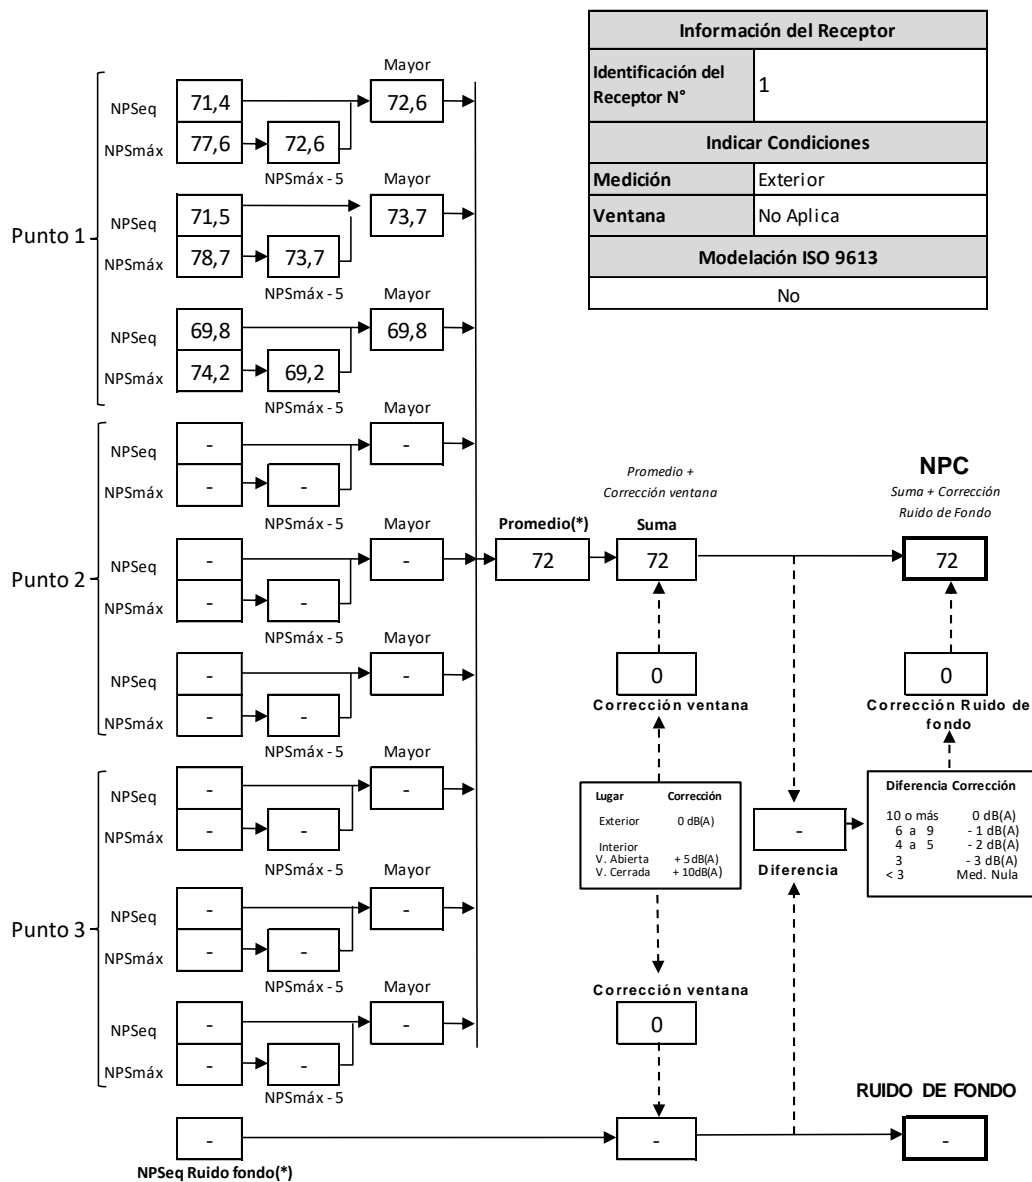 Información del Receptor
Identificación del Receptor N° 1
Indicar Condiciones
Medición Exterior
Ventana No Aplica
Modelación ISO 9613
No
Punto 1
Mayor
NPSeq 71,4 72,6
NPSmáx 77,6 72,6
NPSmáx - 5
Mayor
NPSeq 71,5 73,7
NPSmáx 78,7 73,7
NPSmáx - 5
Mayor
NPSeq 69,8 69,8
NPSmáx 74,2 69,2
NPSmáx - 5
Punto 2
Mayor
NPSeq - -
NPSmáx - -
NPSmáx - 5
Mayor
NPSeq - -
NPSmáx - -
NPSmáx - 5
Mayor
NPSeq - -
NPSmáx - -
NPSmáx - 5
Punto 3
Mayor
NPSeq - -
NPSmáx - -
NPSmáx - 5
Mayor
NPSeq - -
NPSmáx - -
NPSmáx - 5
Mayor
NPSeq - -
NPSmáx - -
NPSmáx - 5
Promedio(*)
72
Promedio +
Corrección ventana
Suma
72
NPC
Suma + Corrección
Ruido de Fondo
72
0
Corrección ventana
0
Corrección Ruido de
fondo
Lugar Corrección
Exterior 0 dB(A)
Interior
V. Abierta + 5dB(A)
V. Cerrada + 10dB(A)
-
Diferencia
Diferencia Corrección
10 o más 0 dB(A)
6 a 9 - 1 dB(A)
4 a 5 - 2 dB(A)
3 - 3 dB(A)
< 3 Med. Nula
Corrección ventana
0
RUIDO DE FONDO
- - -
NPSeq Ruido fondo(*)